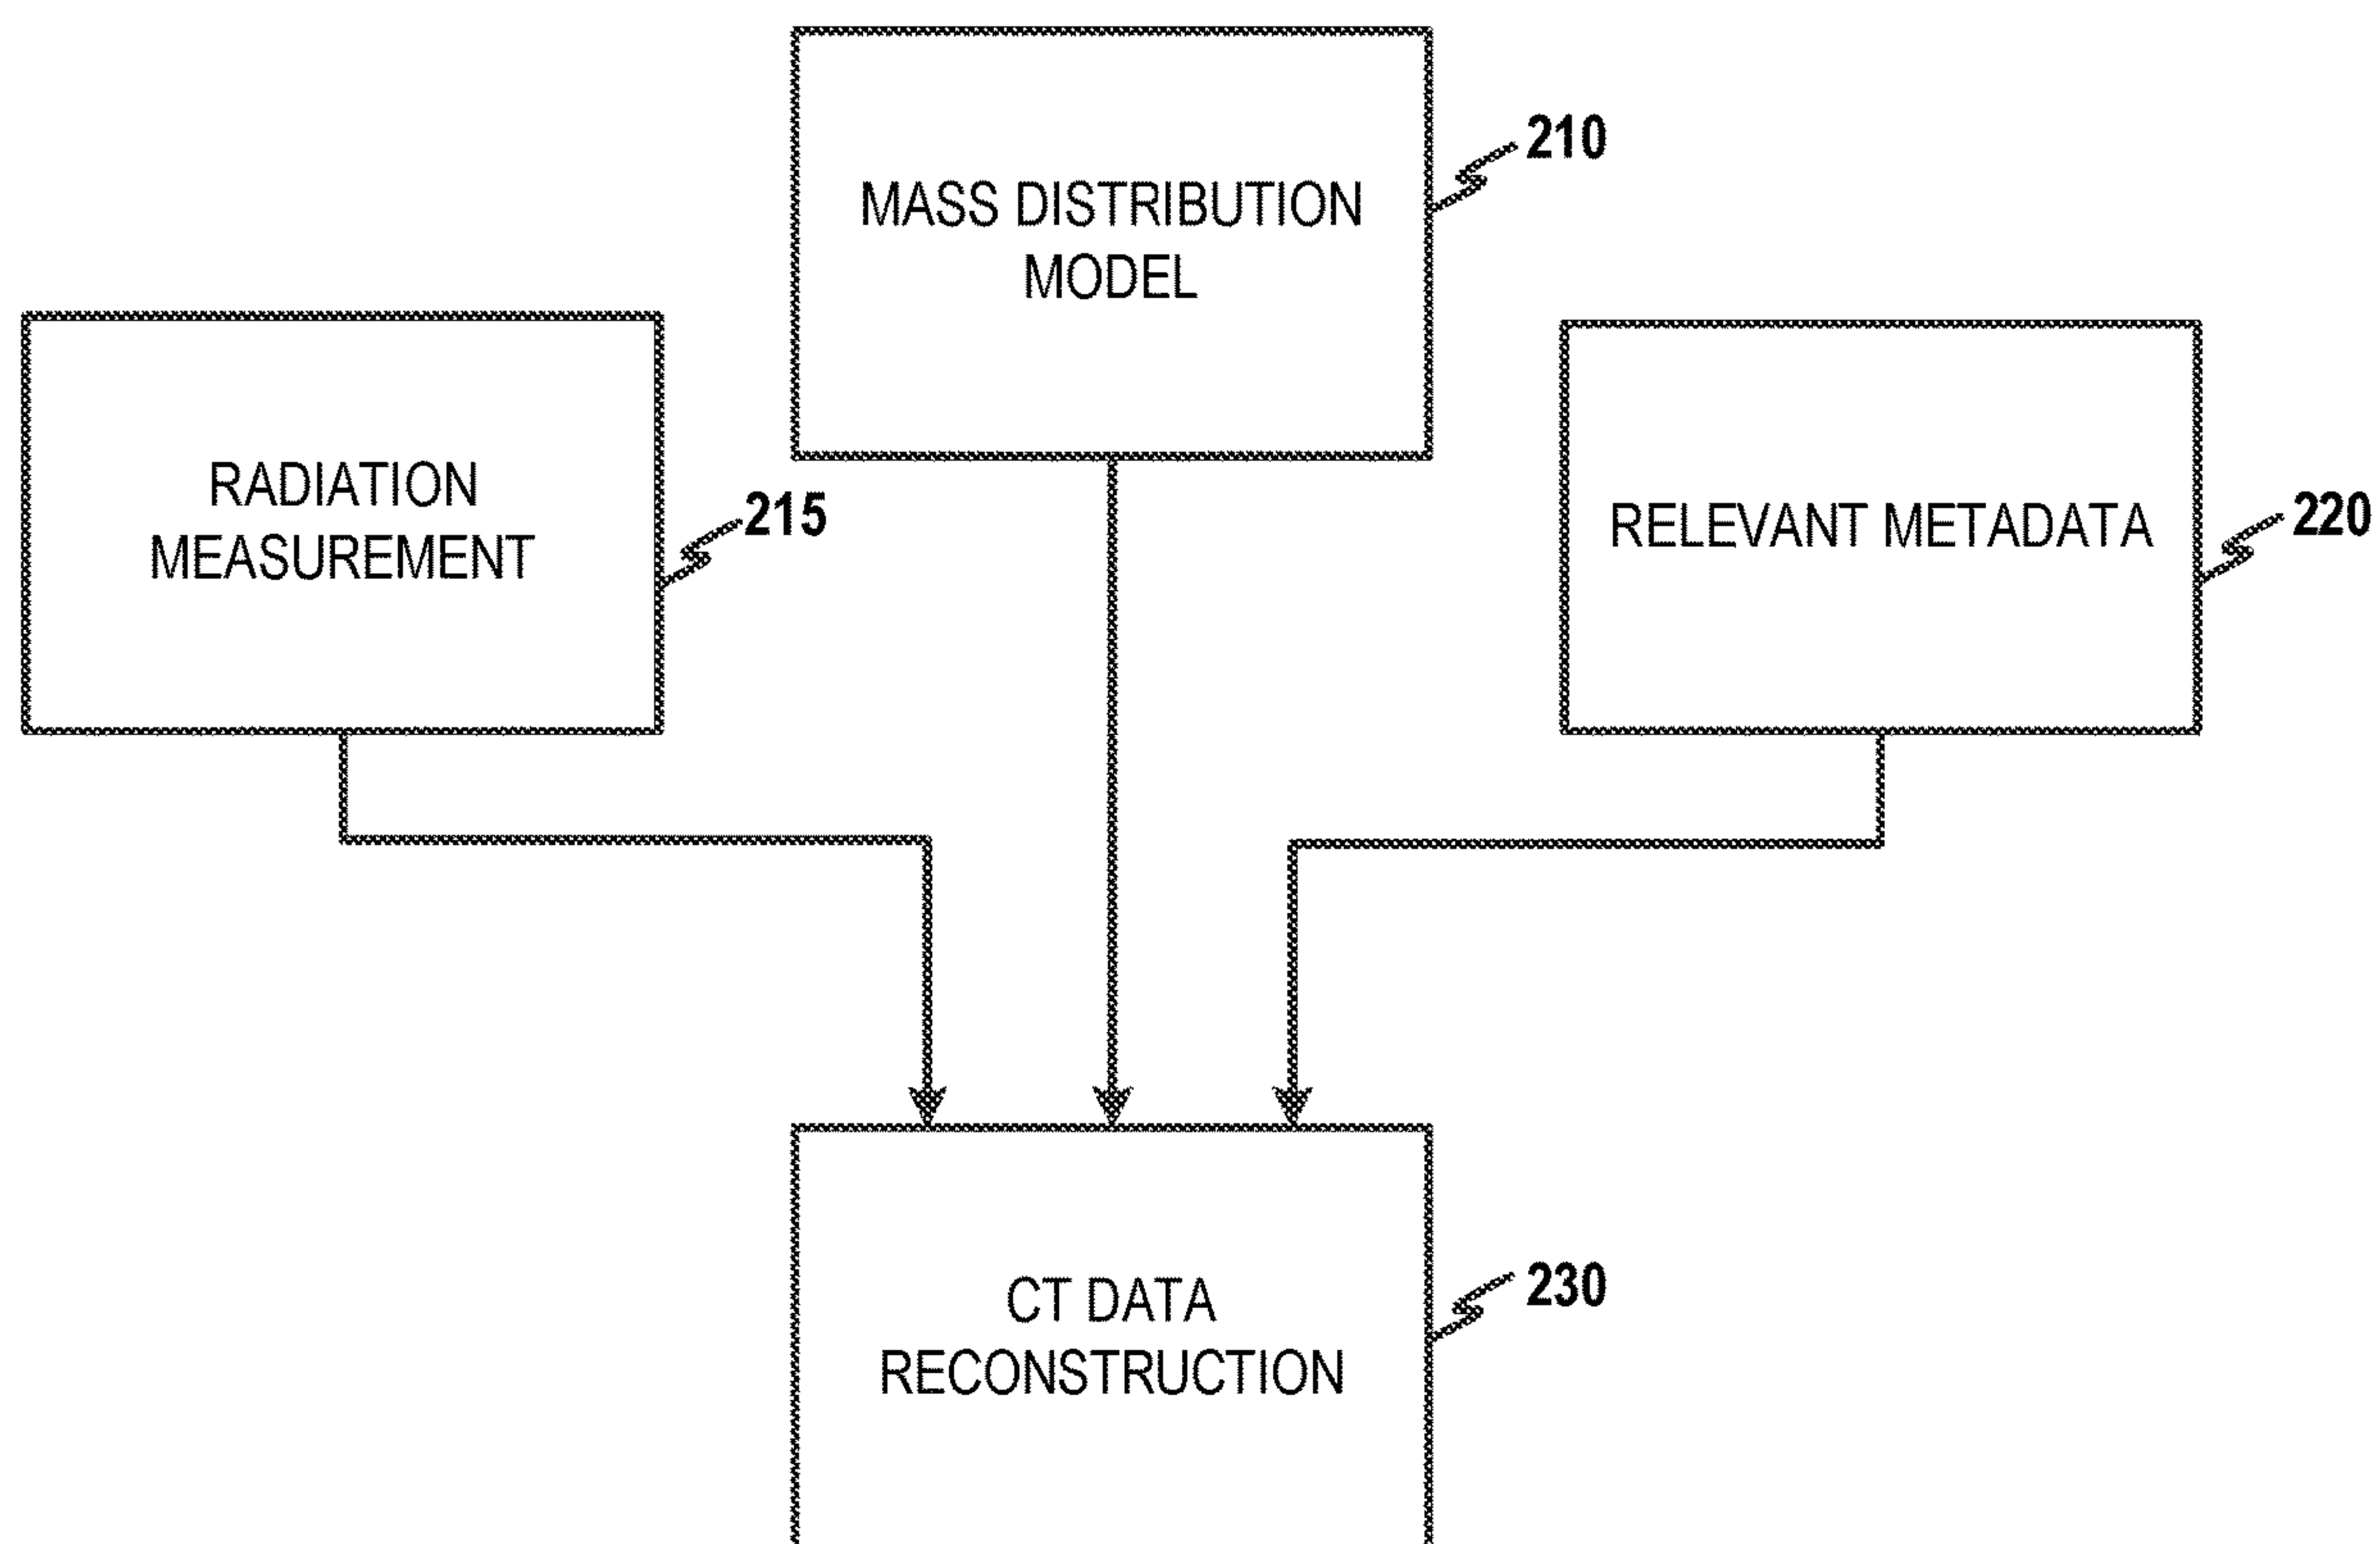 MASS DISTRIBUTION
MODEL
210
RADIATION
MEASUREMENT
215
RELEVANT METADATA
220
CT DATA
RECONSTRUCTION
230